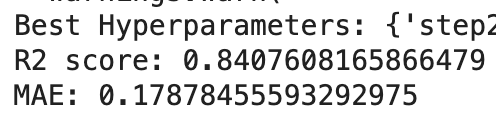 Best Hyperparameters: {'step2
R2 score: 0.8407608165866479
MAE: 0.17878455593292975